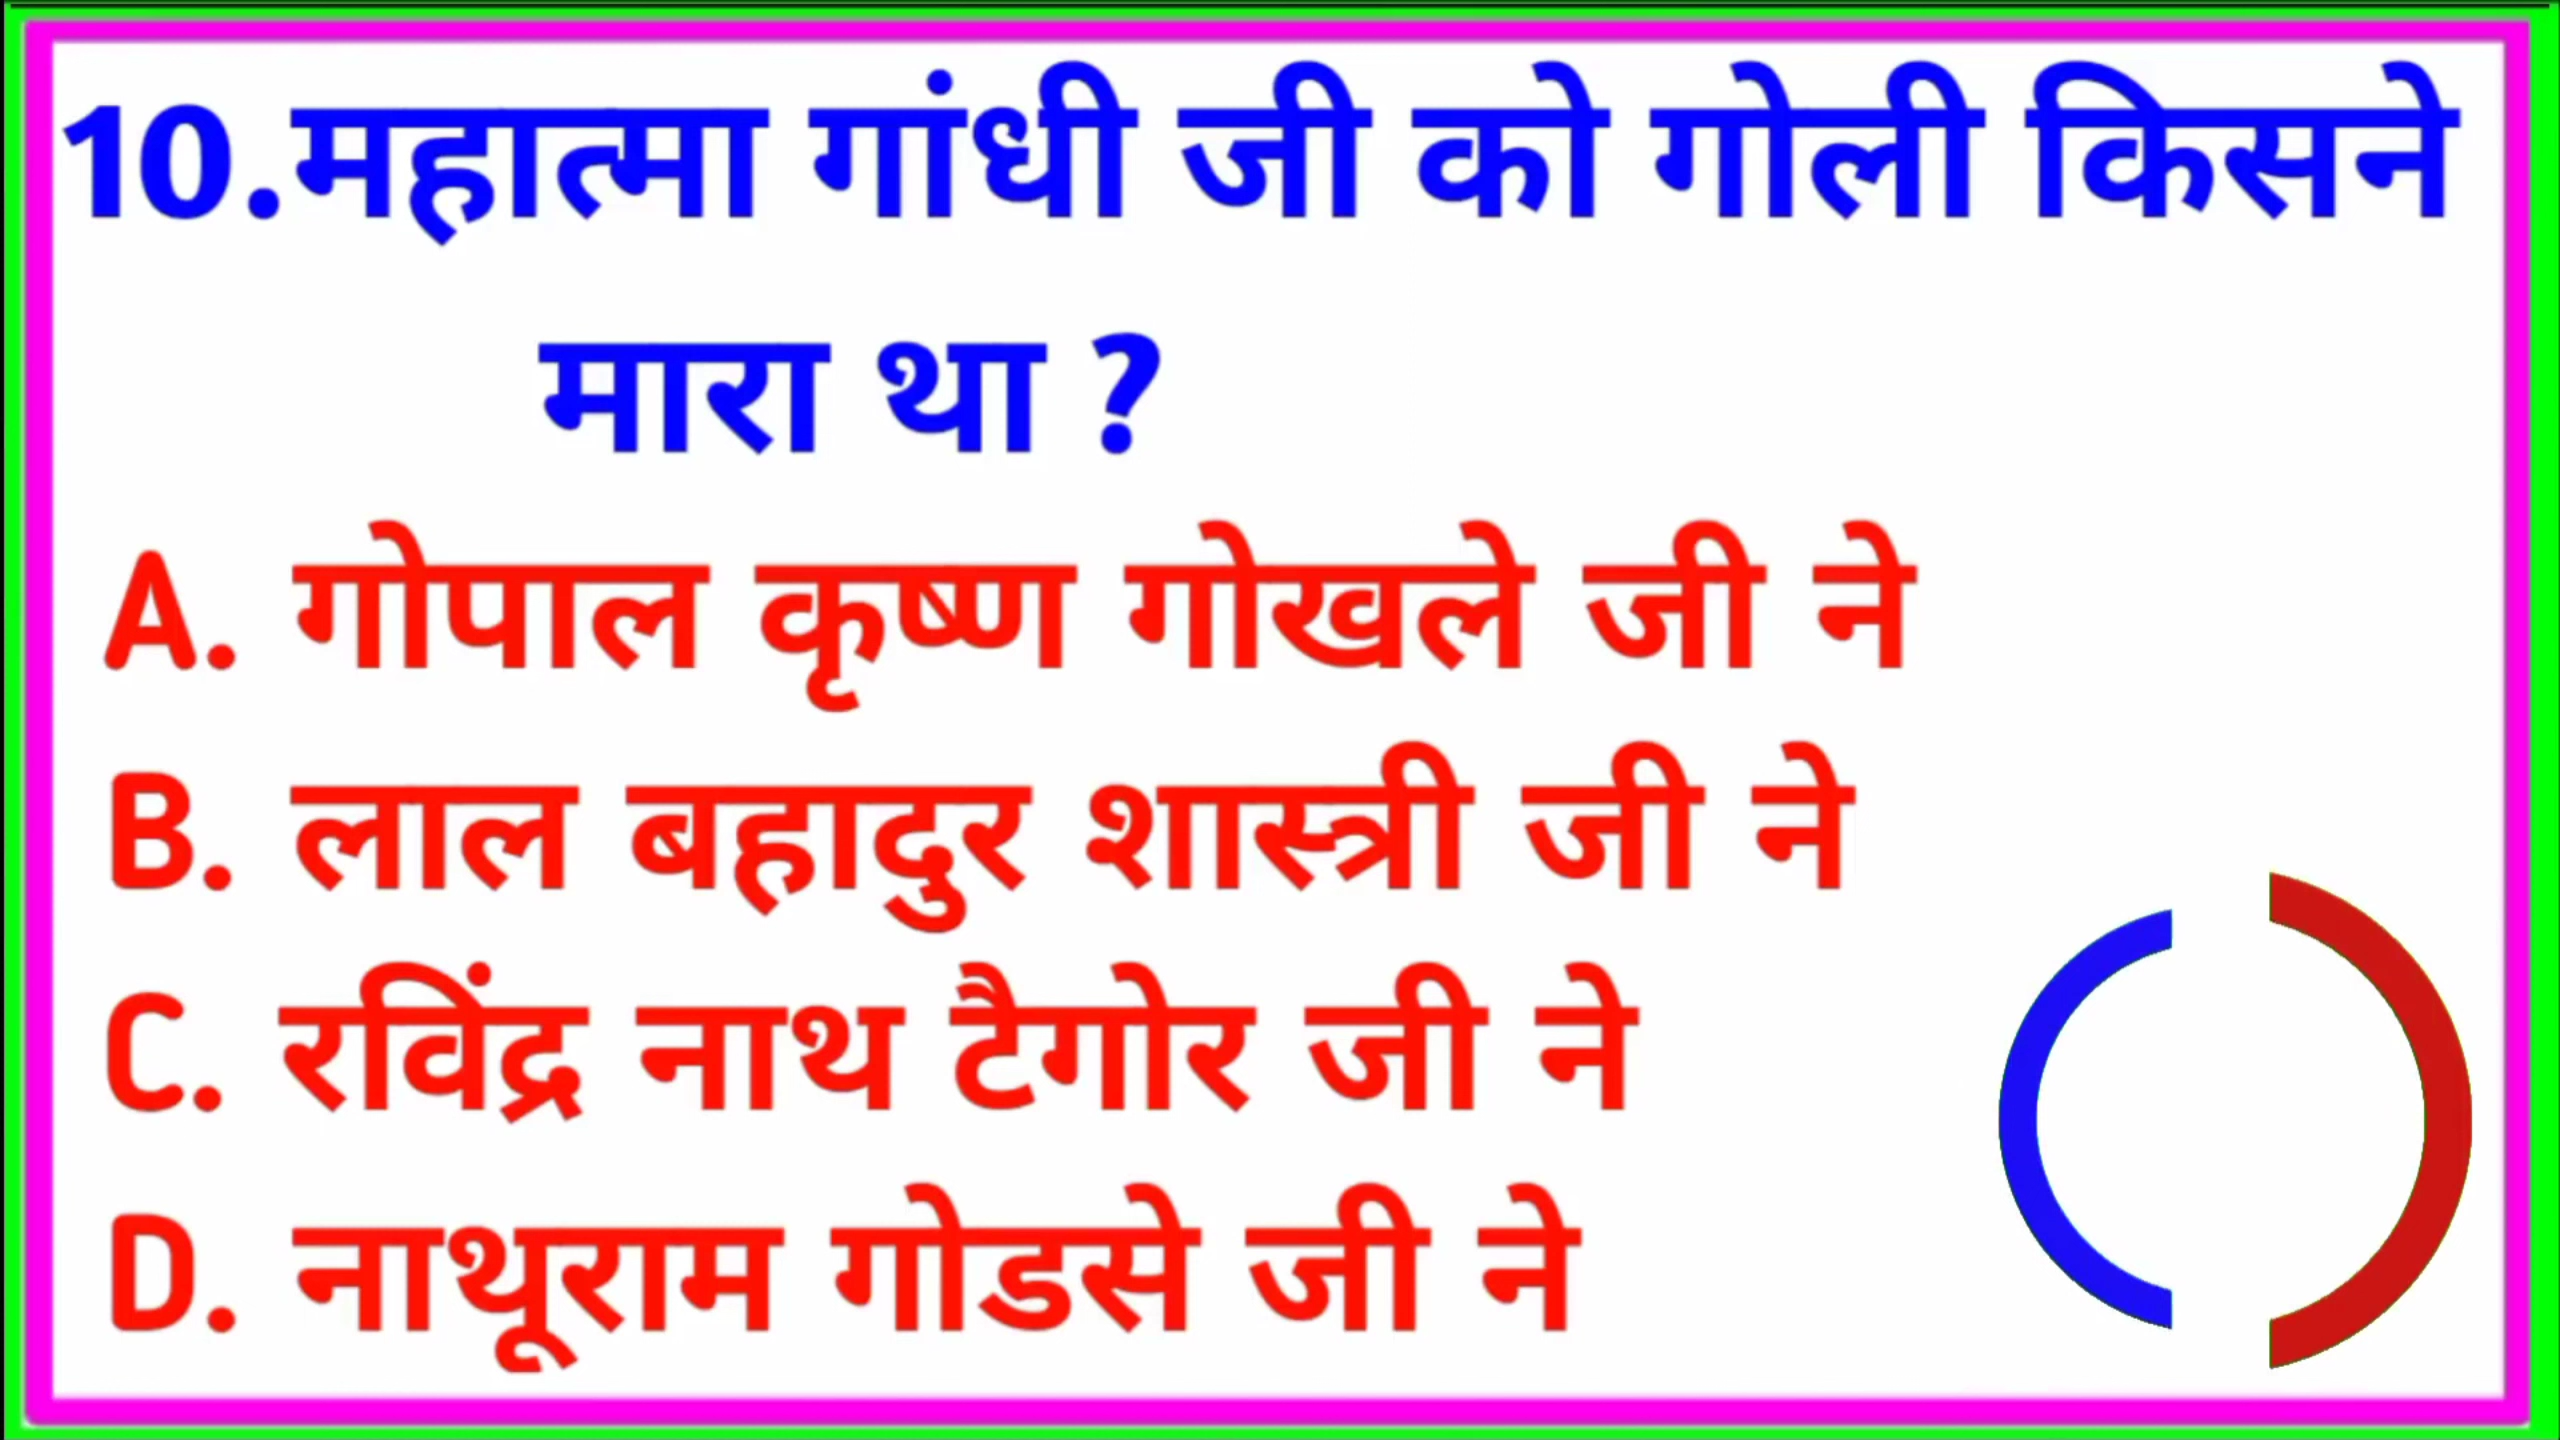 10.महात्मा गांधी जी को गोली किसने
मारा था ?
A. गोपाल कृष्ण गोखले जी ने
B. लाल बहादुर शास्त्री जी ने
C. रविंद्र नाथ टैगोर जी ने
D. नाथूराम गोडसे जी ने